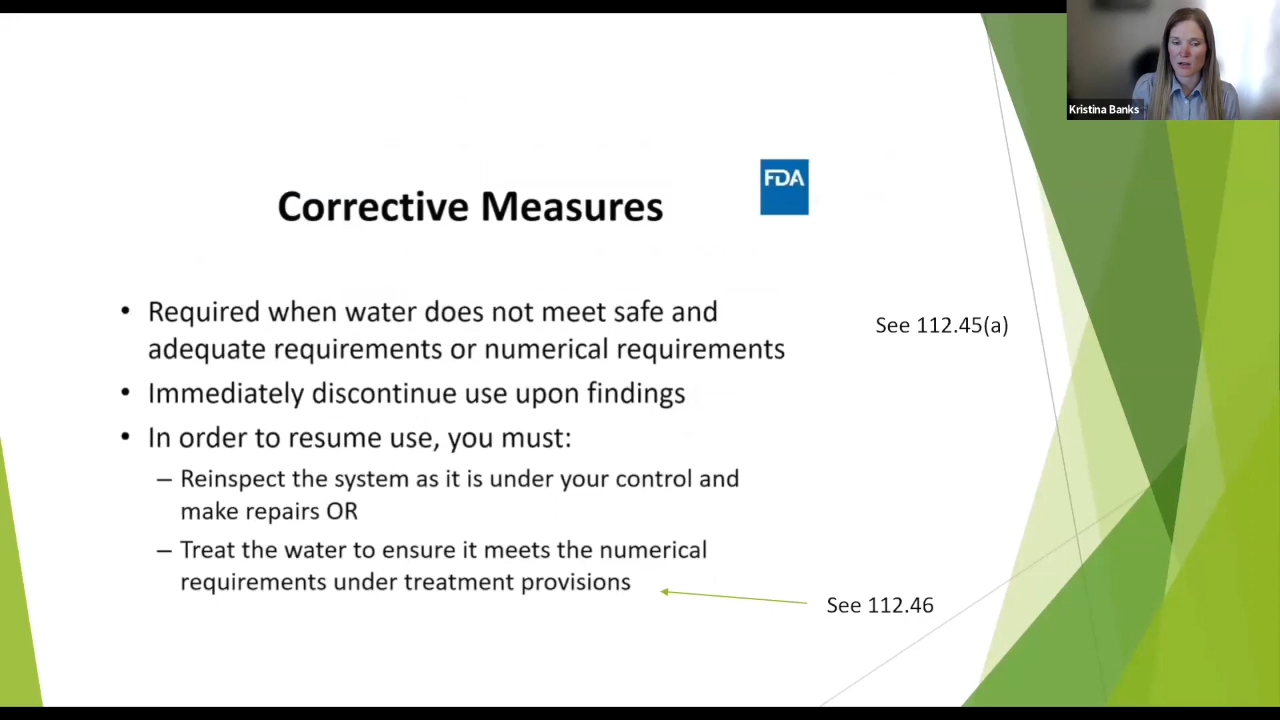 Kristina Banks
FDA
Corrective Measures
• Required when water does not meet safe and
adequate requirements or numerical requirements
See 112.45(a)
• Immediately discontinue use upon findings
• In order to resume use, you must:
– Reinspect the system as it is under your control and
make repairs OR
– Treat the water to ensure it meets the numerical
requirements under treatment provisions
See 112.46